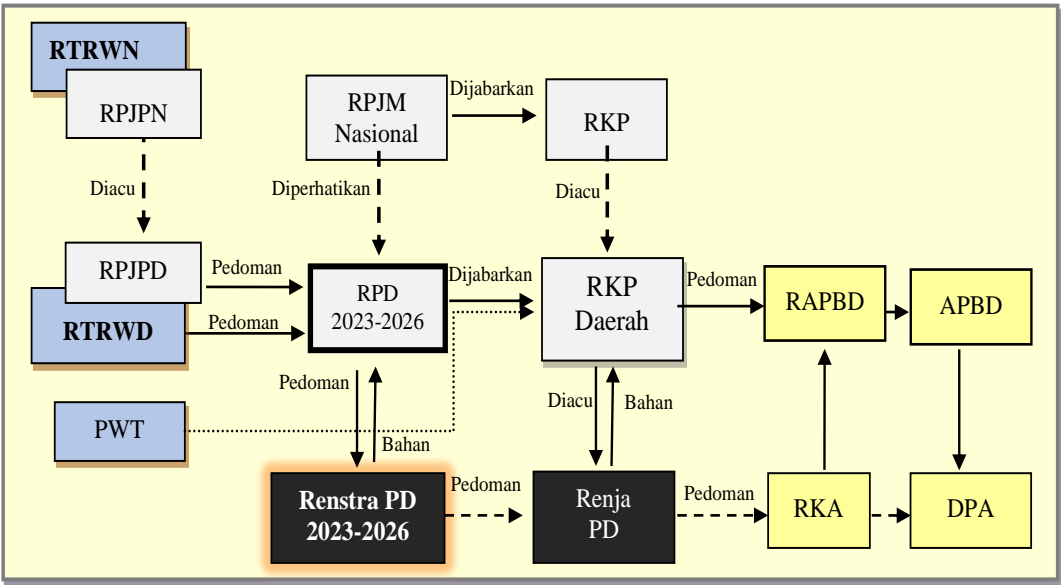 RTRWN
RPJPN
RPJM
Nasional
Dijabarkan
RKP
Diacu
Diperhatikan
Diacu
RPJPD
Pedoman
RPD
2023-2026
Dijabarkan
RKP
Daerah
Pedoman
RAPBD
APBD
RTRWD
Pedoman
Pedoman
Bahan
Diacu
Bahan
PWT
Renstra PD
2023-2026
Pedoman
Renja
PD
Pedoman
RKA
DPA